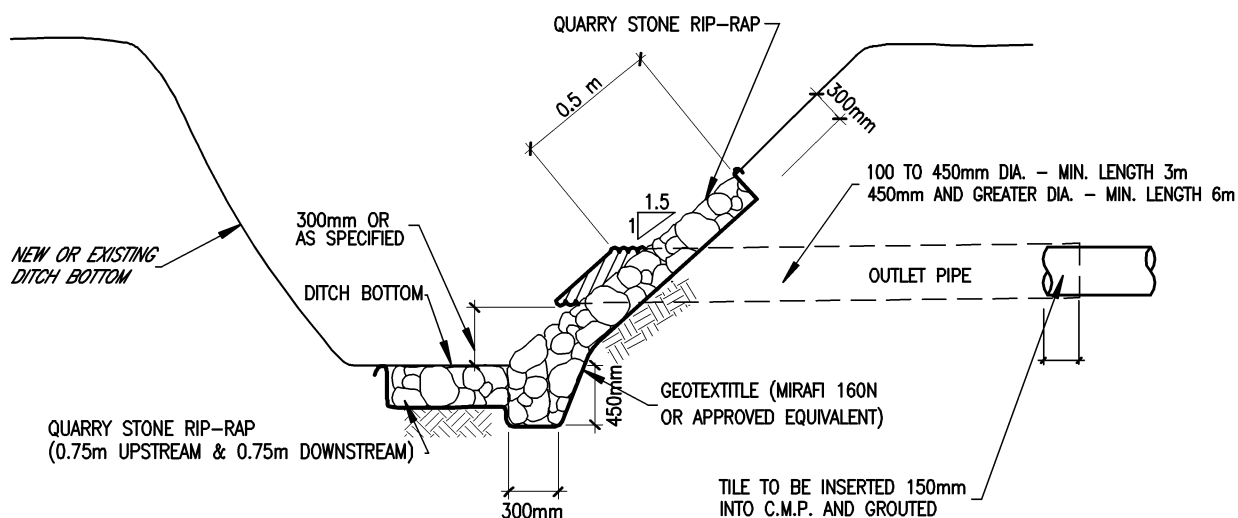 QUARRY STONE RIP-RAP
0.5 m
300mm
100 TO 450mm DIA. - MIN. LENGTH 3m
450mm AND GREATER DIA. - MIN. LENGTH 6m
1.5
1
300mm OR
AS SPECIFIED
NEW OR EXISTING
DITCH BOTTOM
DITCH BOTTOM
OUTLET PIPE
450mm
GEOTEXTITLE (MIRAFI 160N
OR APPROVED EQUIVALENT)
QUARRY STONE RIP-RAP
(0.75m UPSTREAM & 0.75m DOWNSTREAM)
300mm
TILE TO BE INSERTED 150mm
INTO C.M.P. AND GROUTED